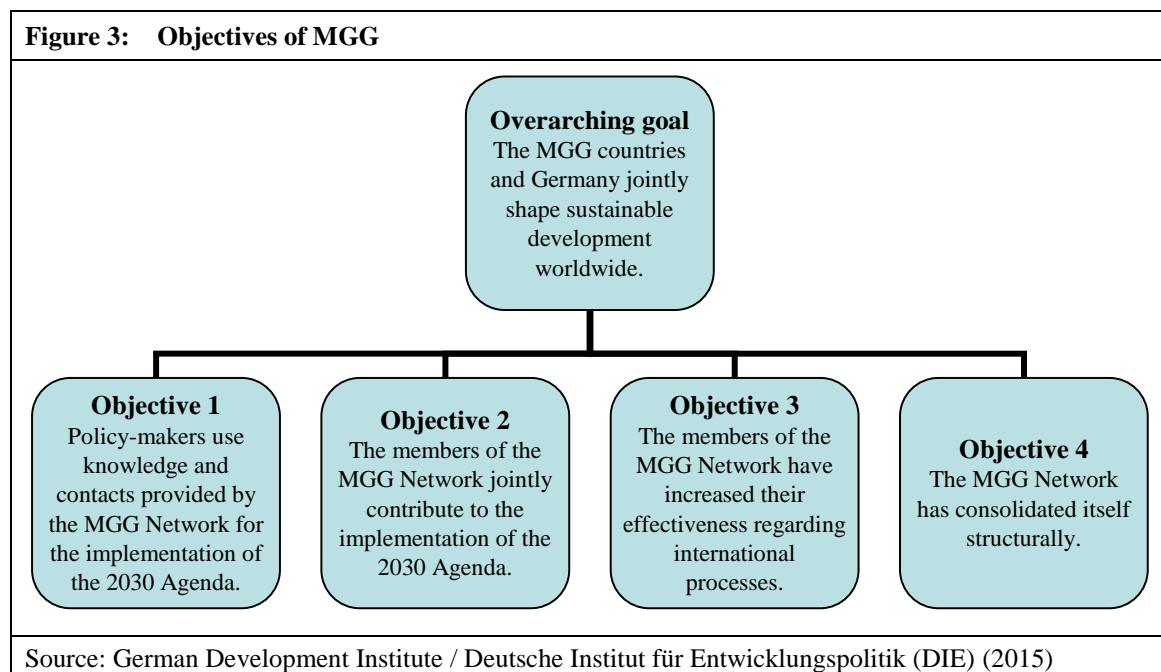 Figure 3: Objectives of MGG
Overarching goal
The MGG countries
and Germany jointly
shape sustainable
development
worldwide.
Objective 1
Policy-makers use
knowledge and
contacts provided by
the MGG Network for
the implementation of
the 2030 Agenda.
Objective 2
The members of the
MGG Network jointly
contribute to the
implementation of the
2030 Agenda.
Objective 3
The members of the
MGG Network have
increased their
effectiveness regarding
international
processes.
Objective 4
The MGG Network
has consolidated itself
structurally.
Source: German Development Institute / Deutsche Institut für Entwicklungspolitik (DIE) (2015)